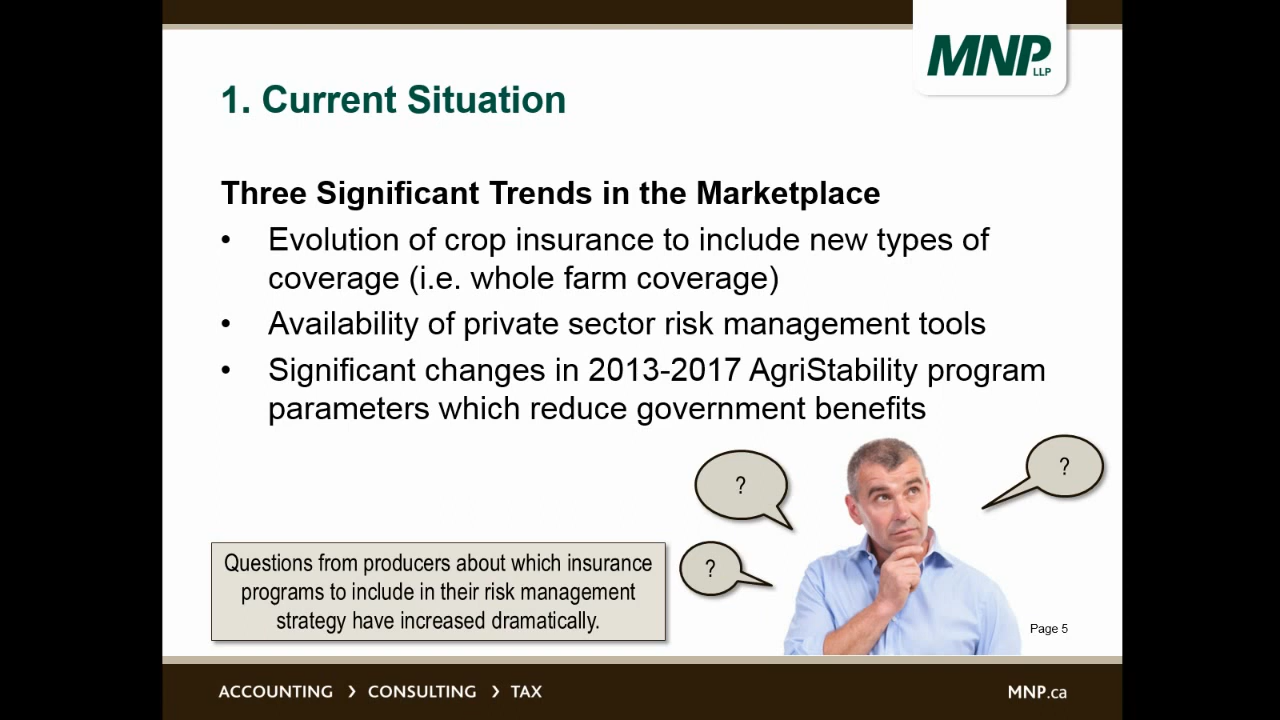 MNP
LLP
1. Current Situation
Three Significant Trends in the Marketplace
• Evolution of crop insurance to include new types of
coverage (i.e. whole farm coverage)
• Availability of private sector risk management tools
• Significant changes in 2013-2017 AgriStability program
parameters which reduce government benefits
?
?
?
Questions from producers about which insurance
programs to include in their risk management
strategy have increased dramatically.
Page 5
ACCOUNTING › CONSULTING › TAX
MNP.ca